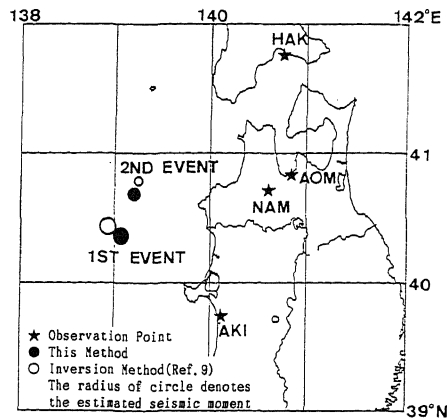 138 140 142°E
HAK
41
2ND EVENT
AOM
NAM
1ST EVENT
40
AKI
★ Observation Point
● This Method
○ Inversion Method(Ref. 9)
The radius of circle denotes
the estimated seismic moment
39°N